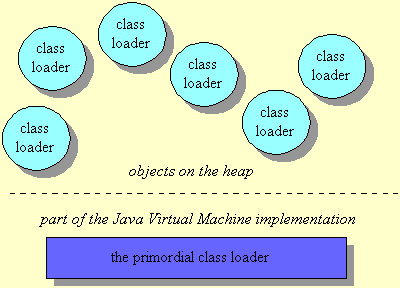 class
loader
class
loader
class
loader
class
loader
class
loader
class
loader
objects on the heap
part of the Java Virtual Machine implementation
the primordial class loader